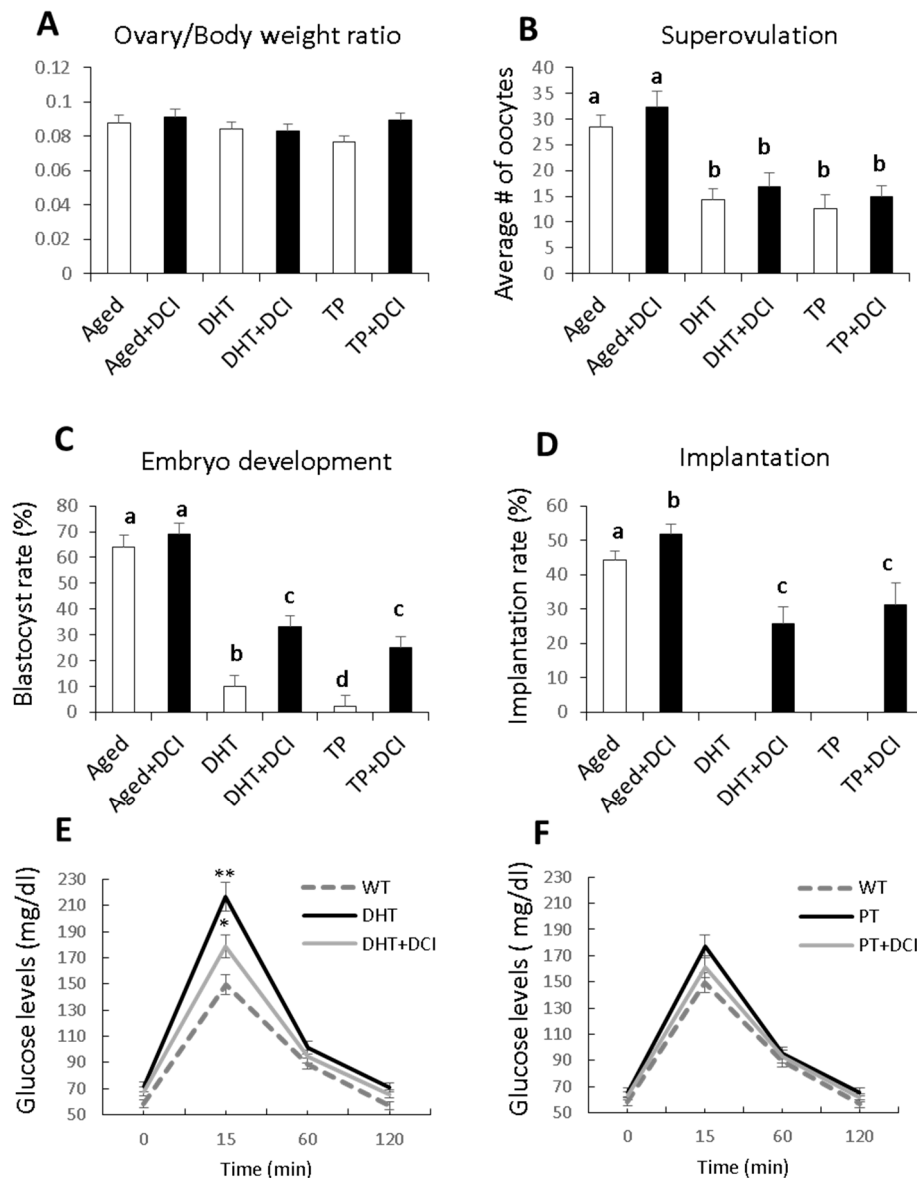 A
Ovary/Body weight ratio
0.12
0.1
0.08
0.06
0.04
0.02
0
Aged
Aged+DCI
DHT
DHT+DCI
TP
TP+DCI
B
Superovulation
Average # of oocytes
40
35
30
25
20
15
10
5
0
a
a
b
b
b
b
Aged
Aged+DCI
DHT
DHT+DCI
TP
TP+DCI
C
Embryo development
Blastocyst rate (%)
80
70
60
50
40
30
20
10
0
a
a
b
c
d
c
Aged
Aged+DCI
DHT
DHT+DCI
TP
TP+DCI
D
Implantation
Implantation rate (%)
60
50
40
30
20
10
0
a
b
c
c
Aged
Aged+DCI
DHT
DHT+DCI
TP
TP+DCI
E
Glucose levels (mg/dl)
230
210
190
170
150
130
110
90
70
50
**
*
WT
DHT
DHT+DCI
0 15 60 120
Time (min)
F
Glucose levels ( mg/dl)
230
210
190
170
150
130
110
90
70
50
WT
PT
PT+DCI
0 15 60 120
Time (min)